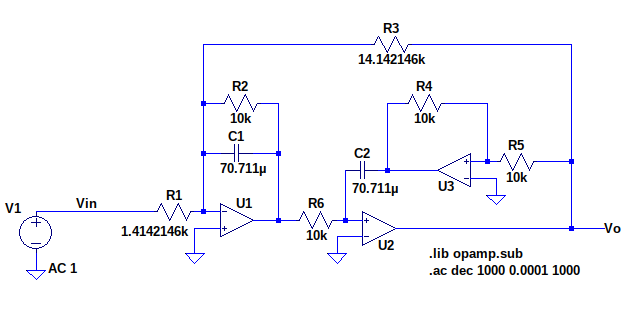 R3
14.142146k
R2
10k
R4
10k
C1
70.711µ
C2
70.711µ
R5
10k
U3
+
−
V1
Vin
R1
1.4142146k
U1
−
+
R6
10k
+
−
U2
Vo
+
−
AC 1
.lib opamp.sub
.ac dec 1000 0.0001 1000